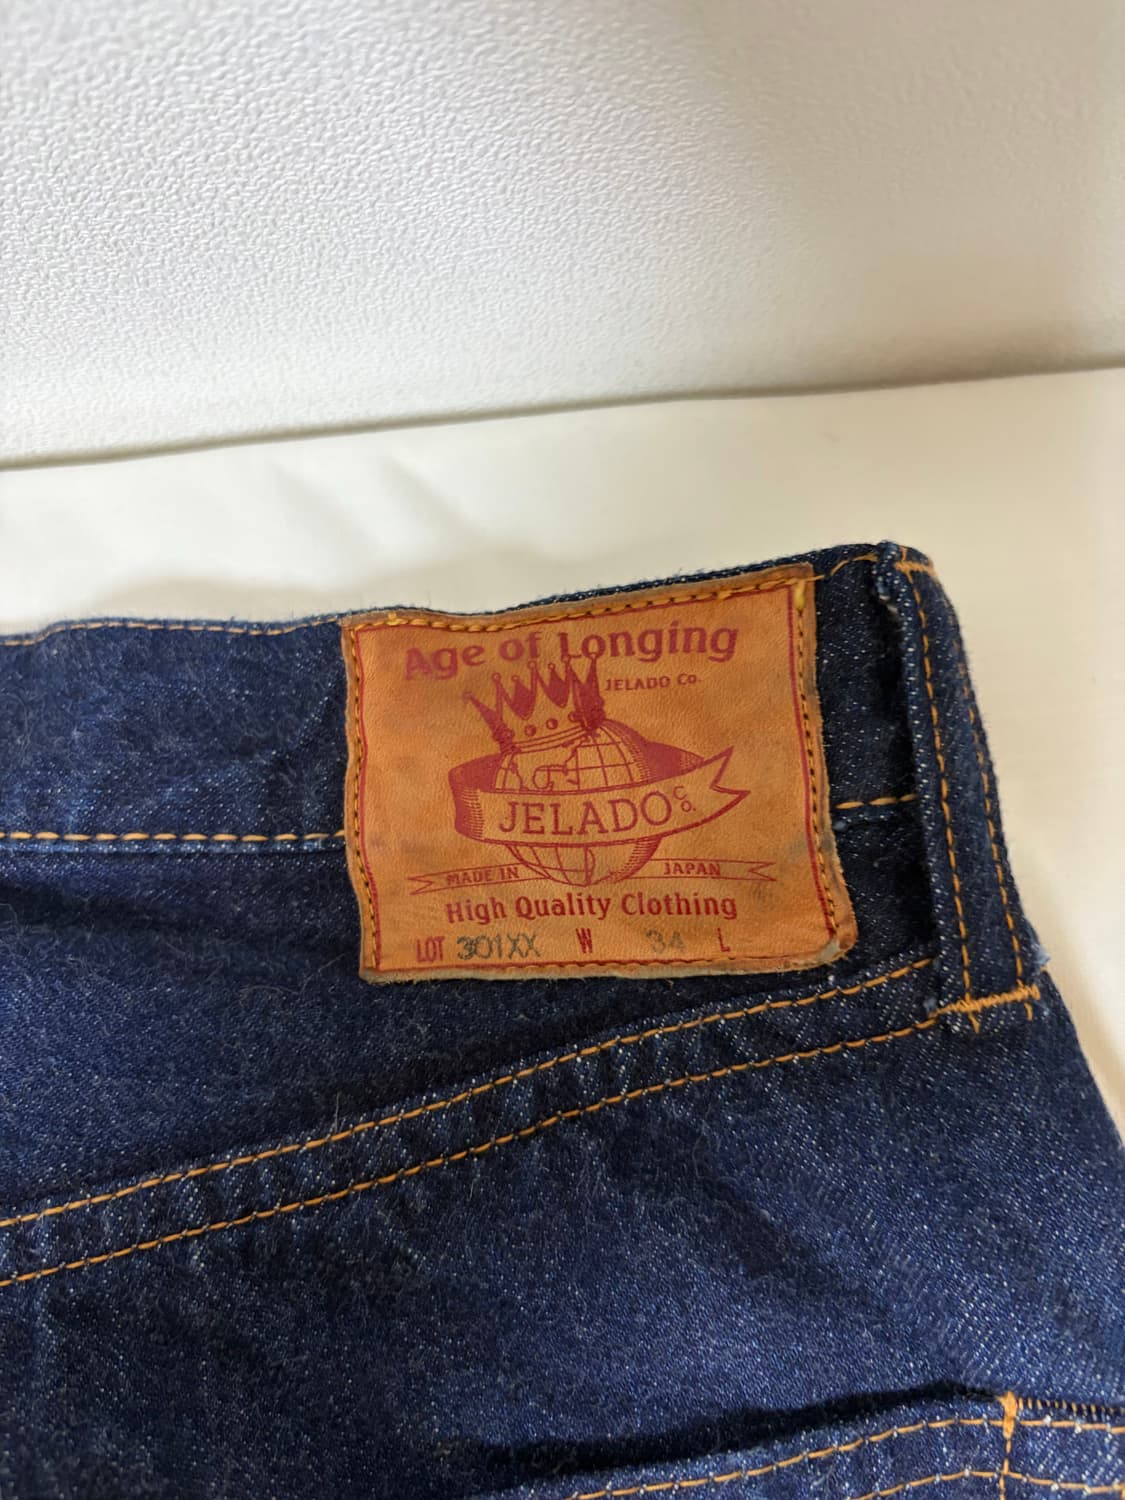 Age of Longing
JELADO Co.
JELADO Co.
MADE IN JAPAN
High Quality Clothing
LOT 301XX W 34 L